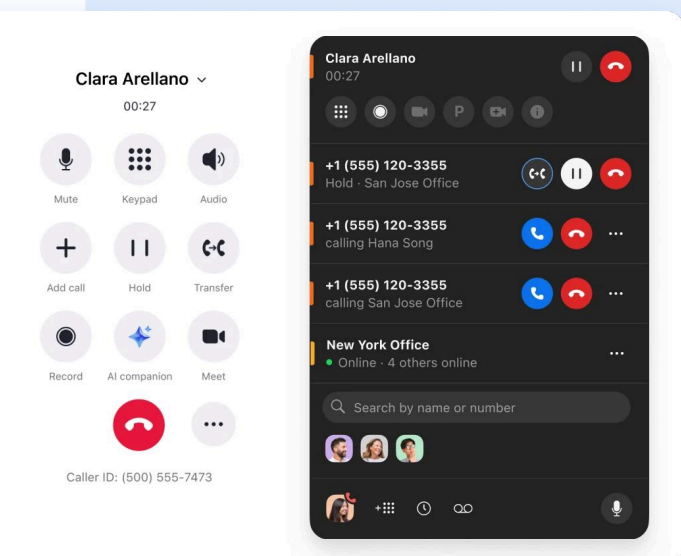 Clara Arellano
00:27
Mute Keypad Audio
Add call Hold Transfer
Record AI companion Meet
Caller ID: (500) 555-7473
Clara Arellano
00:27
P
+1 (555) 120-3355
Hold · San Jose Office
+1 (555) 120-3355
calling Hana Song
+1 (555) 120-3355
calling San Jose Office
New York Office
Online · 4 others online
Search by name or number